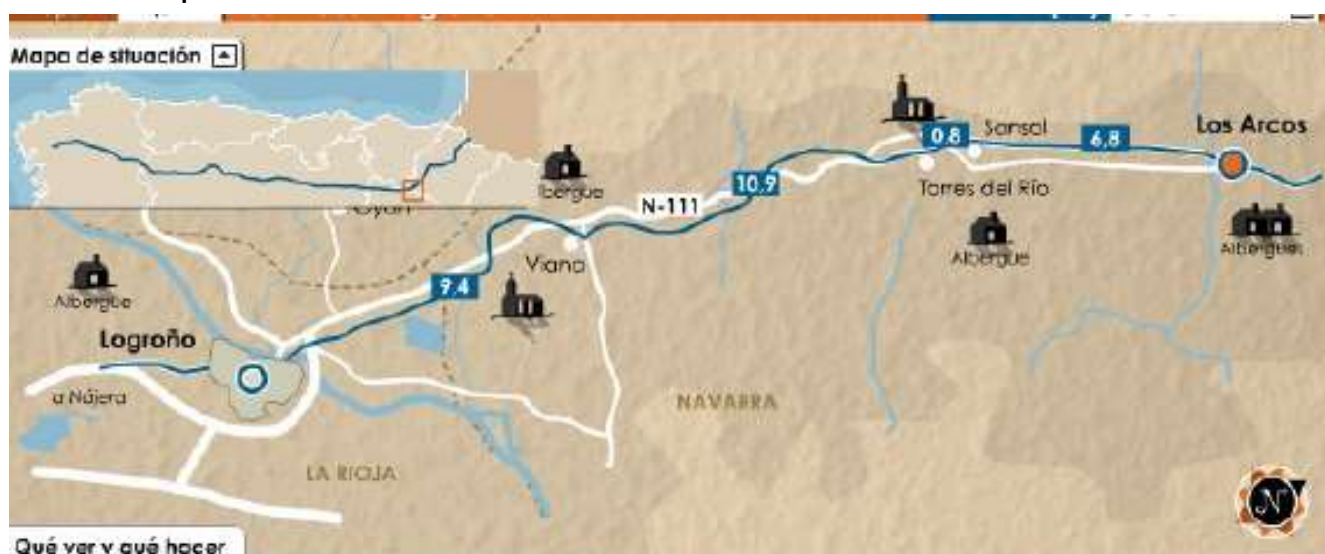 Mapa de situación
0,8
Sansol
6,8
Los Arcos
10,9
Torres del Río
N-111
Albergue
Albergues
Viana
9,4
Albergue
Logroño
a Nájera
NAVARRA
LA RIOJA
N
Qué ver y qué hacer